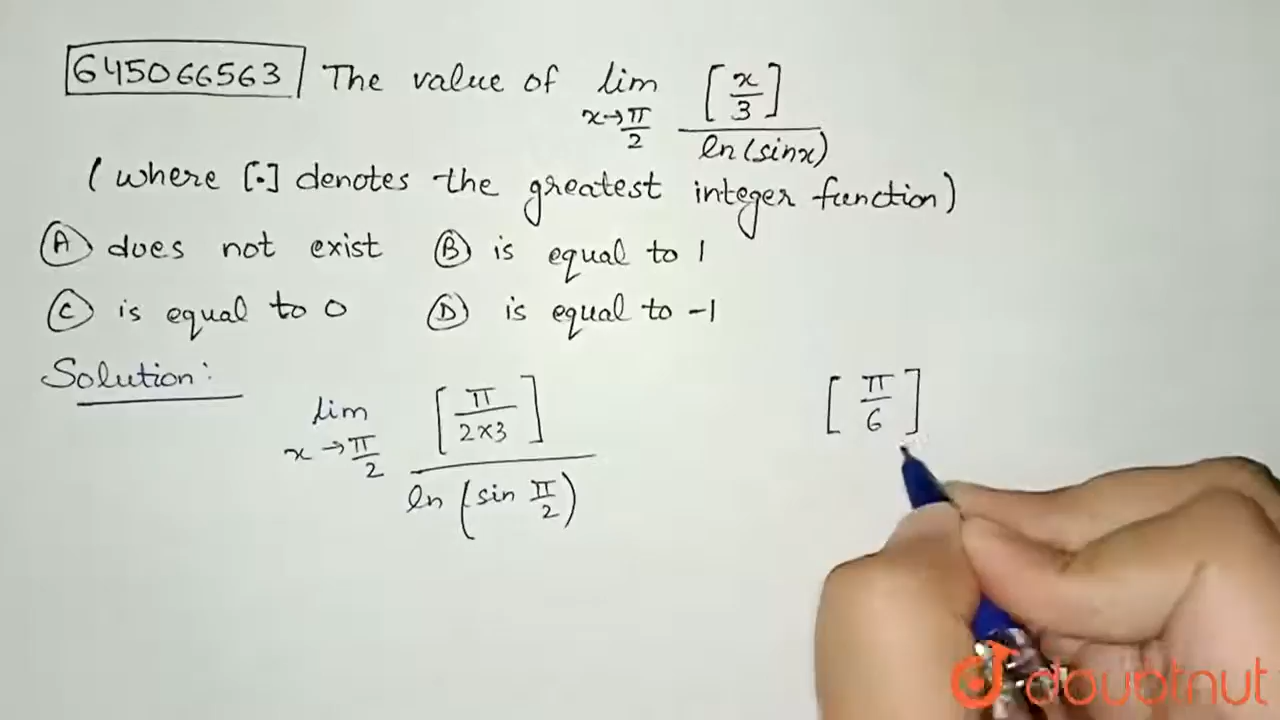 645066563 The value of lim x→π/2 [x/3] / ln(sinx)
(where [.] denotes the greatest integer function)
(A) does not exist (B) is equal to 1
(C) is equal to 0 (D) is equal to -1
Solution:
lim x→π/2 [π/2×3] / ln(sin π/2)
[π/6]
doubtnut